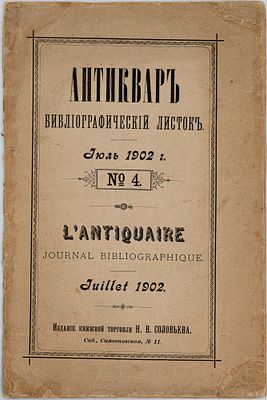 АНТИКВАРЪ
БИБЛІОГРАФИЧЕСКІЙ ЛИСТОКЪ.
Іюль 1902 г.
№ 4.
L'ANTIQUAIRE
JOURNAL BIBLIOGRAPHIQUE
Juillet 1902.
Изданіе книжной торговли Н. В. СОЛОВЬЕВА.
Спб., Симеоновская, № 11.